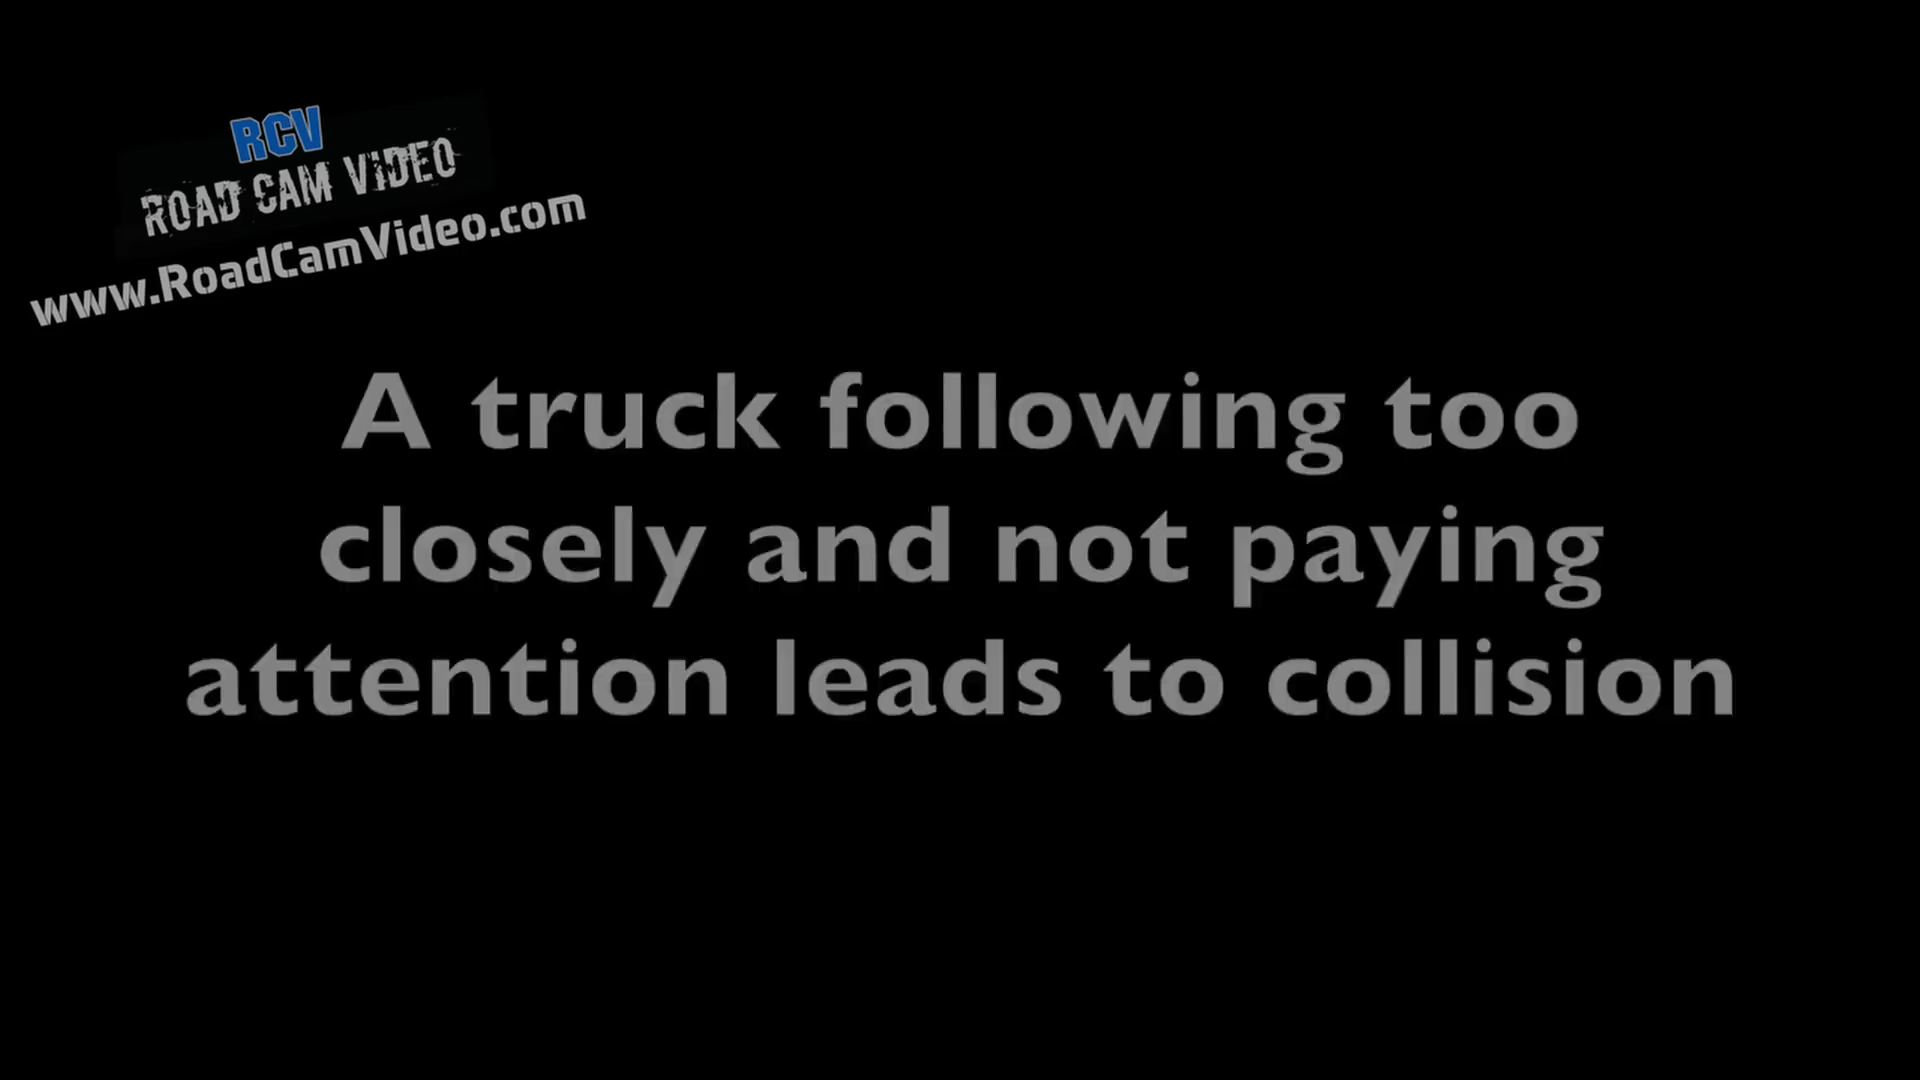 RCV
ROAD CAM VIDEO
www.RoadCamVideo.com
A truck following too
closely and not paying
attention leads to collision